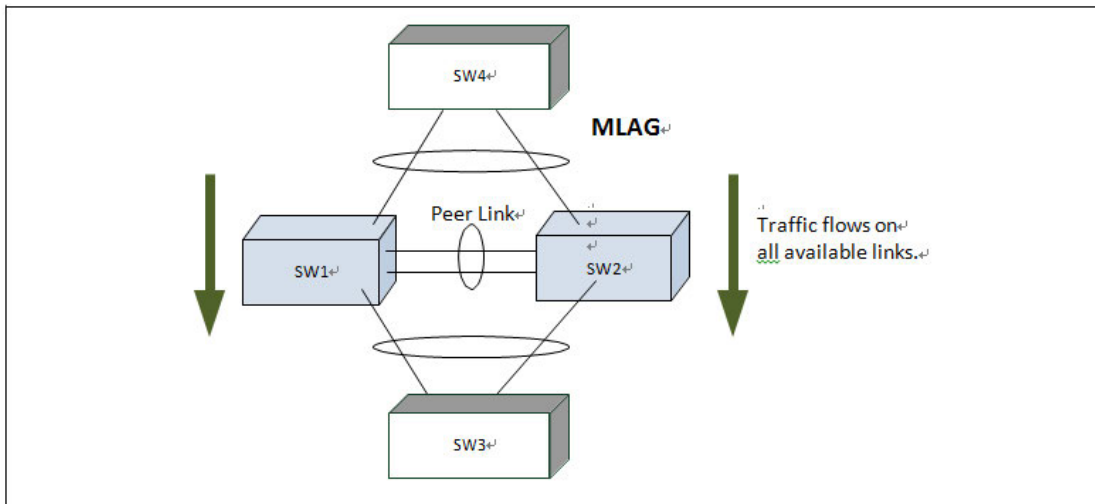 SW4↵
MLAG↵
Peer Link↵
Traffic flows on↵
all available links.↵
SW1↵
SW2↵
SW3↵